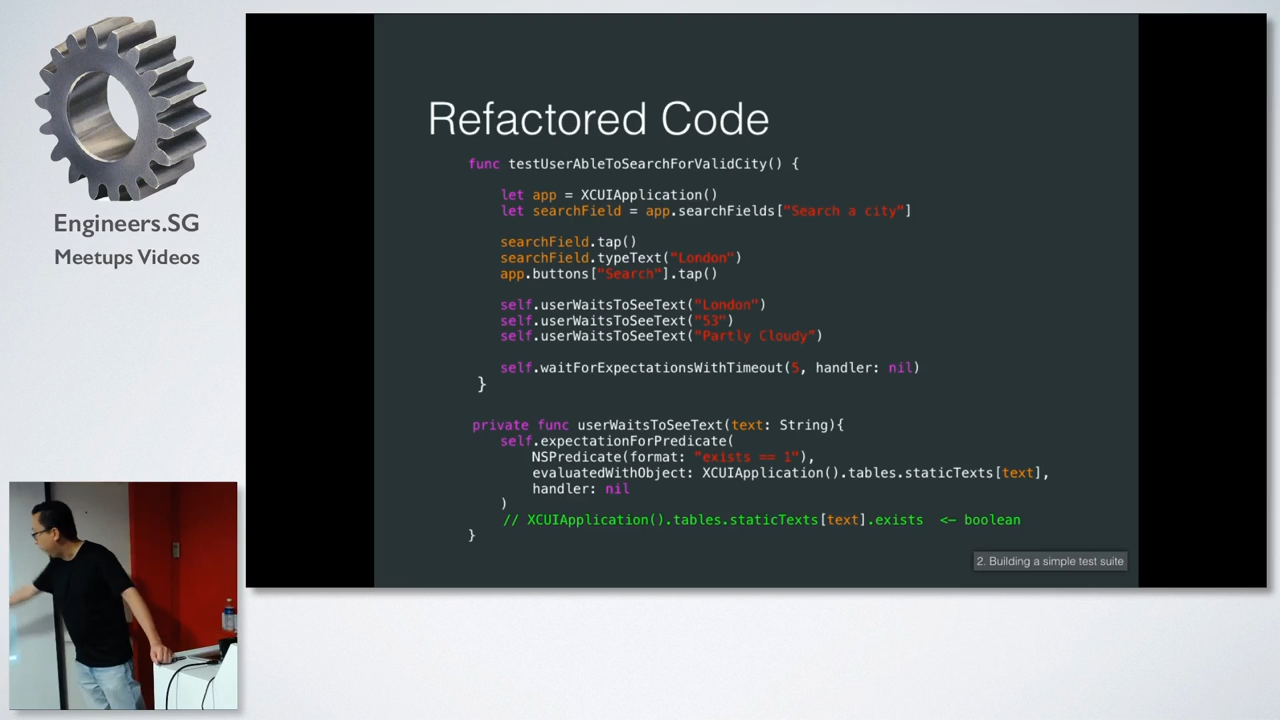 Engineers.SG
Meetups Videos
Refactored Code
func testUserAbleToSearchForValidCity() {
let app = XCUIApplication()
let searchField = app.searchFields["Search a city"]
searchField.tap()
searchField.typeText("London")
app.buttons["Search"].tap()
self.userWaitsToSeeText("London")
self.userWaitsToSeeText("53")
self.userWaitsToSeeText("Partly Cloudy")
self.waitForExpectationsWithTimeout(5, handler: nil)
}
private func userWaitsToSeeText(text: String){
self.expectationForPredicate(
NSPredicate(format: "exists == 1"),
evaluatedWithObject: XCUIApplication().tables.staticTexts[text],
handler: nil
)
// XCUIApplication().tables.staticTexts[text].exists <— boolean
}
2. Building a simple test suite